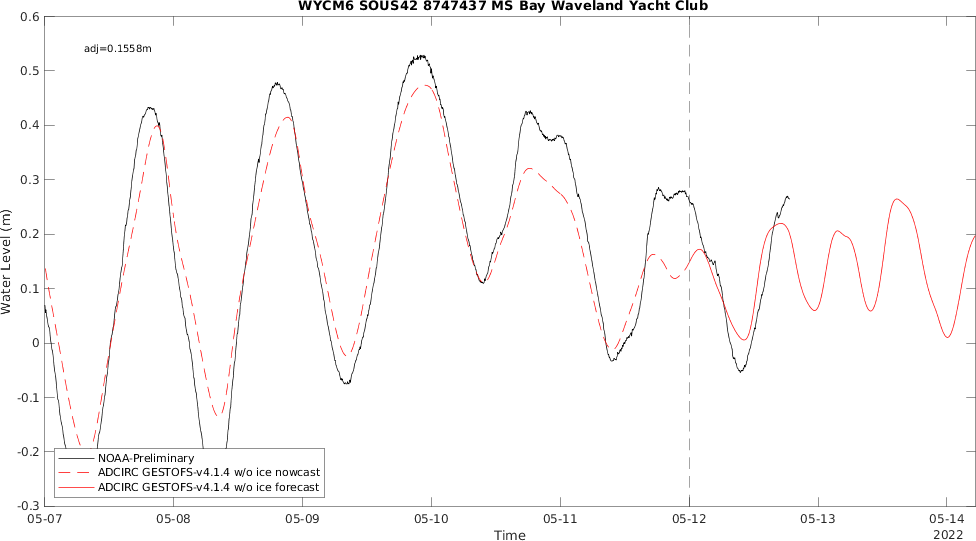 WYCM6 SOUS42 8747437 MS Bay Waveland Yacht Club
adj=0.1558m
0.6
0.5
0.4
0.3
0.2
0.1
0
-0.1
-0.2
-0.3
Water Level (m)
NOAA-Preliminary
ADCIRC GESTOFS-v4.1.4 w/o ice nowcast
ADCIRC GESTOFS-v4.1.4 w/o ice forecast
05-07 05-08 05-09 05-10 05-11 05-12 05-13 05-14
Time
2022